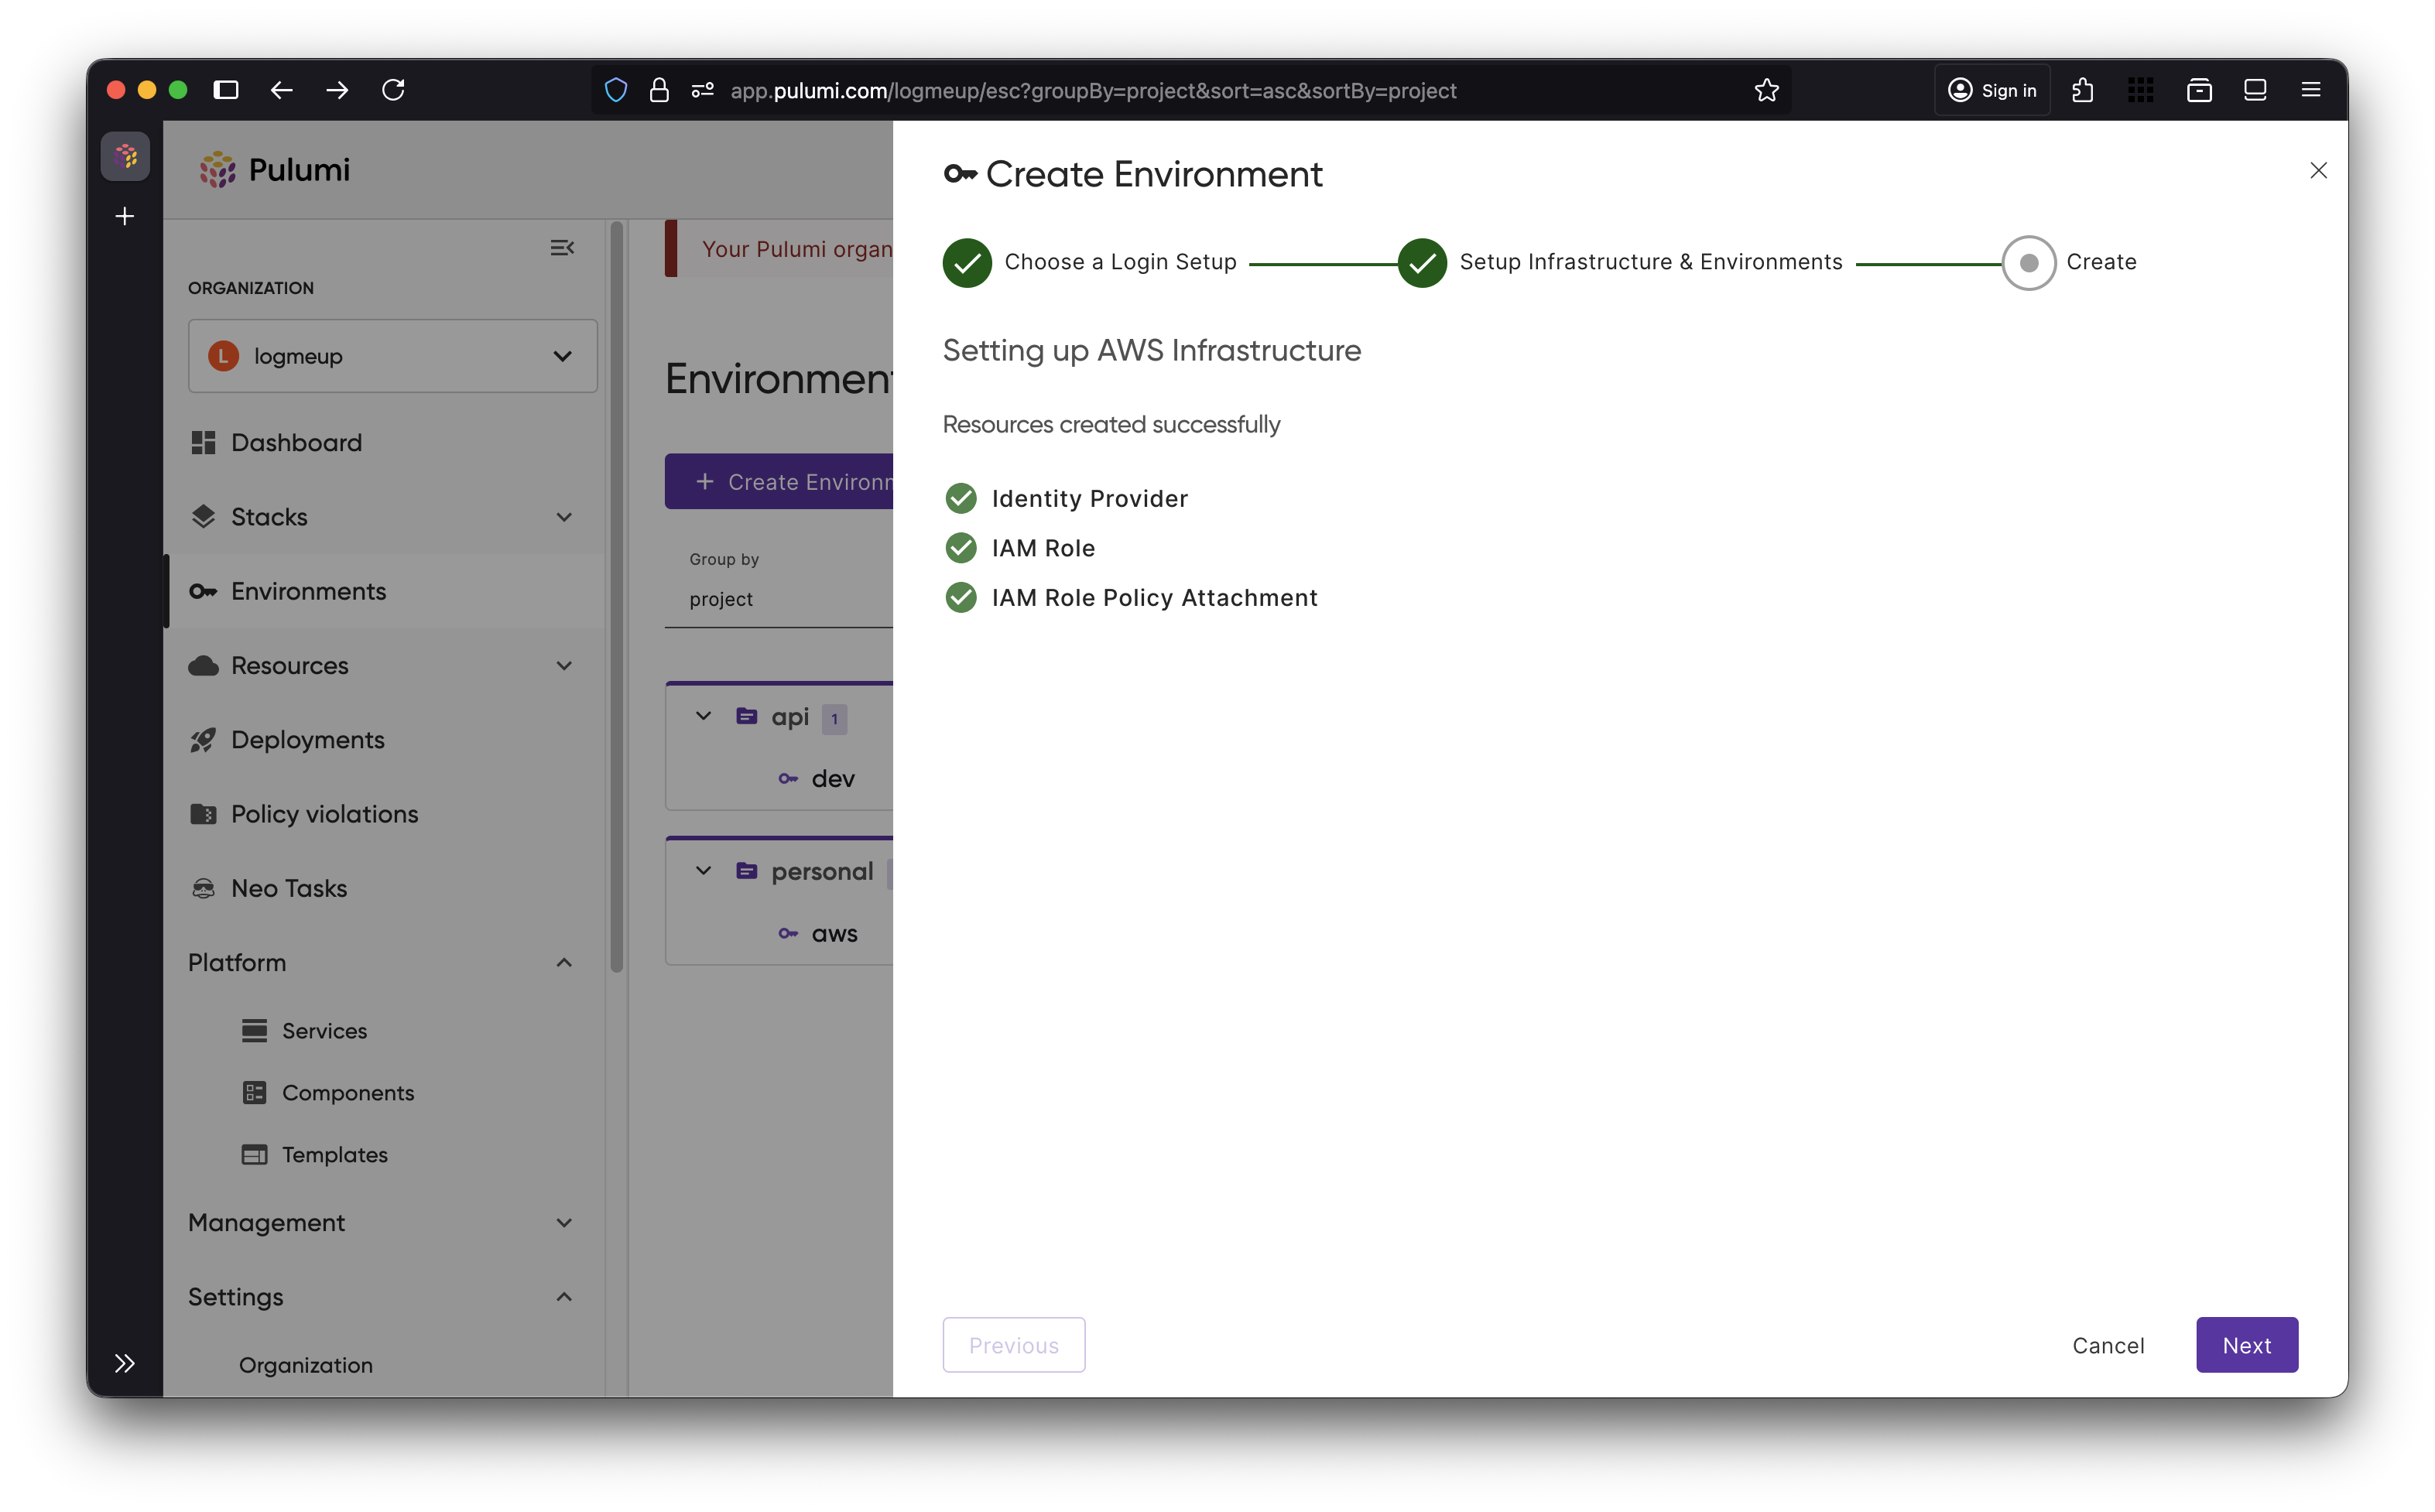 app.pulumi.com/logmeup/esc?groupBy=project&sort=asc&sortBy=project
Sign in
Pulumi
ORGANIZATION
L logmeup
Dashboard
Stacks
Environments
Resources
Deployments
Policy violations
Neo Tasks
Platform
Services
Components
Templates
Management
Settings
Organization
Your Pulumi organ
Environment
+ Create Environ
Group by
project
api 1
dev
personal
aws
Create Environment
Choose a Login Setup
Setup Infrastructure & Environments
Create
Setting up AWS Infrastructure
Resources created successfully
Identity Provider
IAM Role
IAM Role Policy Attachment
Previous
Cancel
Next